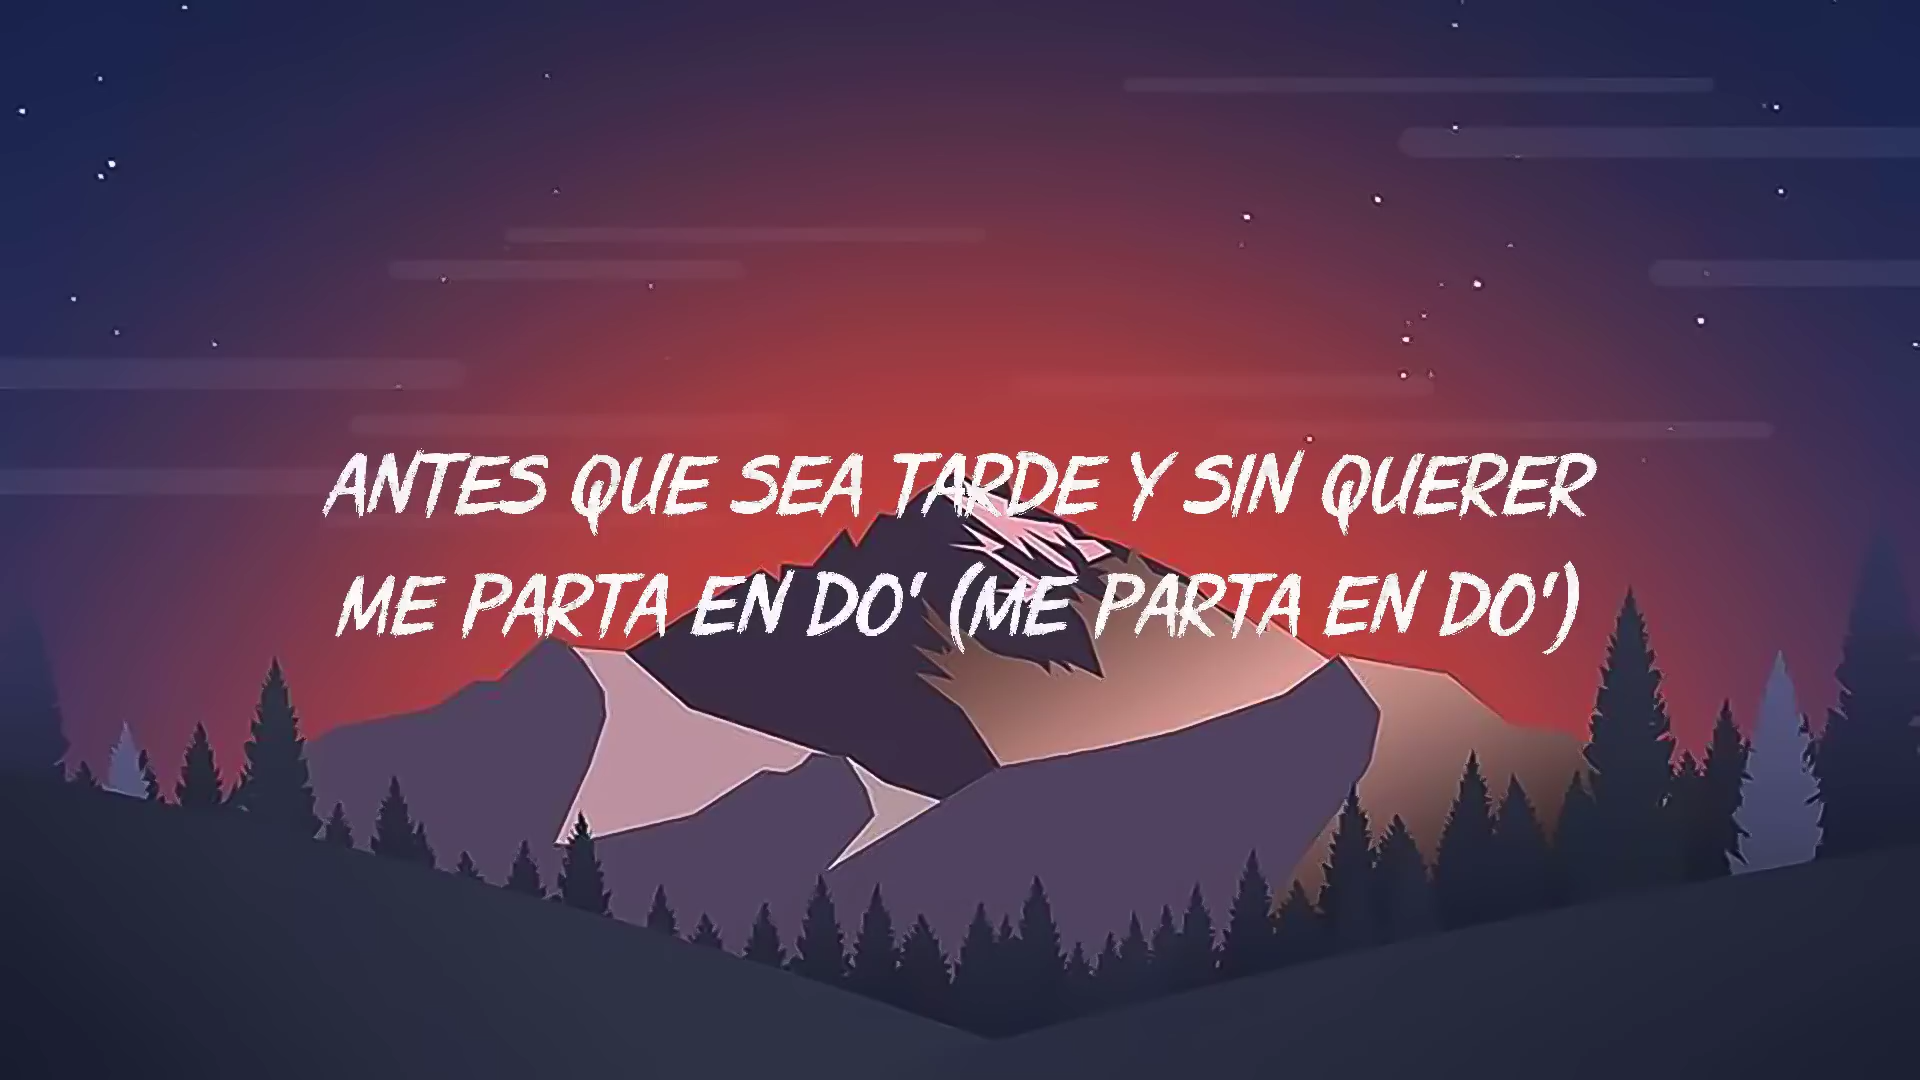 ANTES QUE SEA TARDE Y SIN QUERER
ME PARTA EN DO' (ME PARTA EN DO')